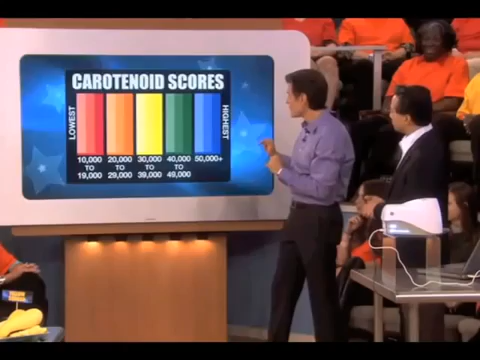 CAROTENOID SCORES
LOWEST
HIGHEST
10,000 20,000 30,000 40,000 50,000+
TO TO TO TO
19,000 29,000 39,000 49,000